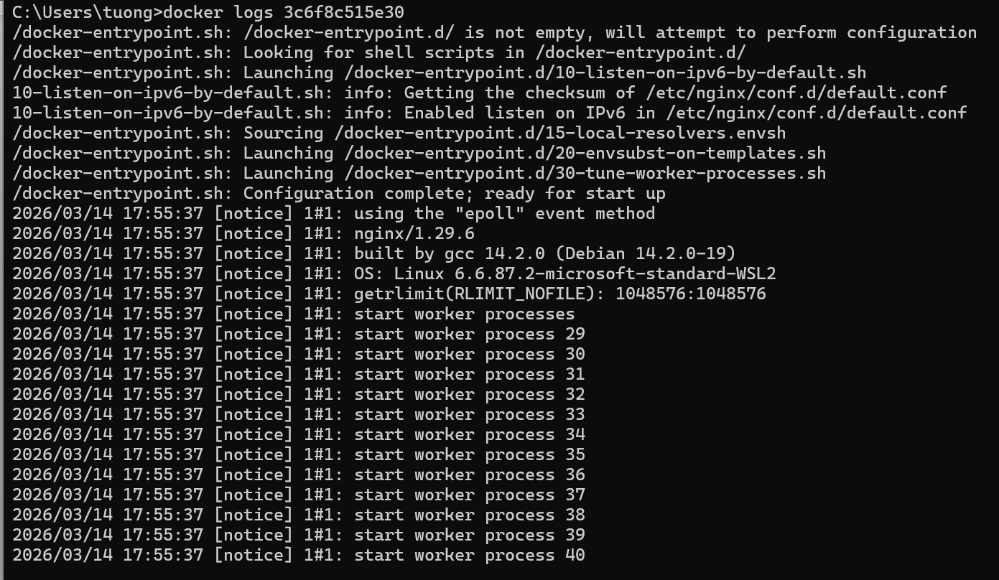 C:\Users\tuong>docker logs 3c6f8c515e30
/docker-entrypoint.sh: /docker-entrypoint.d/ is not empty, will attempt to perform configuration
/docker-entrypoint.sh: Looking for shell scripts in /docker-entrypoint.d/
/docker-entrypoint.sh: Launching /docker-entrypoint.d/10-listen-on-ipv6-by-default.sh
10-listen-on-ipv6-by-default.sh: info: Getting the checksum of /etc/nginx/conf.d/default.conf
10-listen-on-ipv6-by-default.sh: info: Enabled listen on IPv6 in /etc/nginx/conf.d/default.conf
/docker-entrypoint.sh: Sourcing /docker-entrypoint.d/15-local-resolvers.envsh
/docker-entrypoint.sh: Launching /docker-entrypoint.d/20-envsubst-on-templates.sh
/docker-entrypoint.sh: Launching /docker-entrypoint.d/30-tune-worker-processes.sh
/docker-entrypoint.sh: Configuration complete; ready for start up
2026/03/14 17:55:37 [notice] 1#1: using the "epoll" event method
2026/03/14 17:55:37 [notice] 1#1: nginx/1.29.6
2026/03/14 17:55:37 [notice] 1#1: built by gcc 14.2.0 (Debian 14.2.0-19)
2026/03/14 17:55:37 [notice] 1#1: OS: Linux 6.6.87.2-microsoft-standard-WSL2
2026/03/14 17:55:37 [notice] 1#1: getrlimit(RLIMIT_NOFILE): 1048576:1048576
2026/03/14 17:55:37 [notice] 1#1: start worker processes
2026/03/14 17:55:37 [notice] 1#1: start worker process 29
2026/03/14 17:55:37 [notice] 1#1: start worker process 30
2026/03/14 17:55:37 [notice] 1#1: start worker process 31
2026/03/14 17:55:37 [notice] 1#1: start worker process 32
2026/03/14 17:55:37 [notice] 1#1: start worker process 33
2026/03/14 17:55:37 [notice] 1#1: start worker process 34
2026/03/14 17:55:37 [notice] 1#1: start worker process 35
2026/03/14 17:55:37 [notice] 1#1: start worker process 36
2026/03/14 17:55:37 [notice] 1#1: start worker process 37
2026/03/14 17:55:37 [notice] 1#1: start worker process 38
2026/03/14 17:55:37 [notice] 1#1: start worker process 39
2026/03/14 17:55:37 [notice] 1#1: start worker process 40